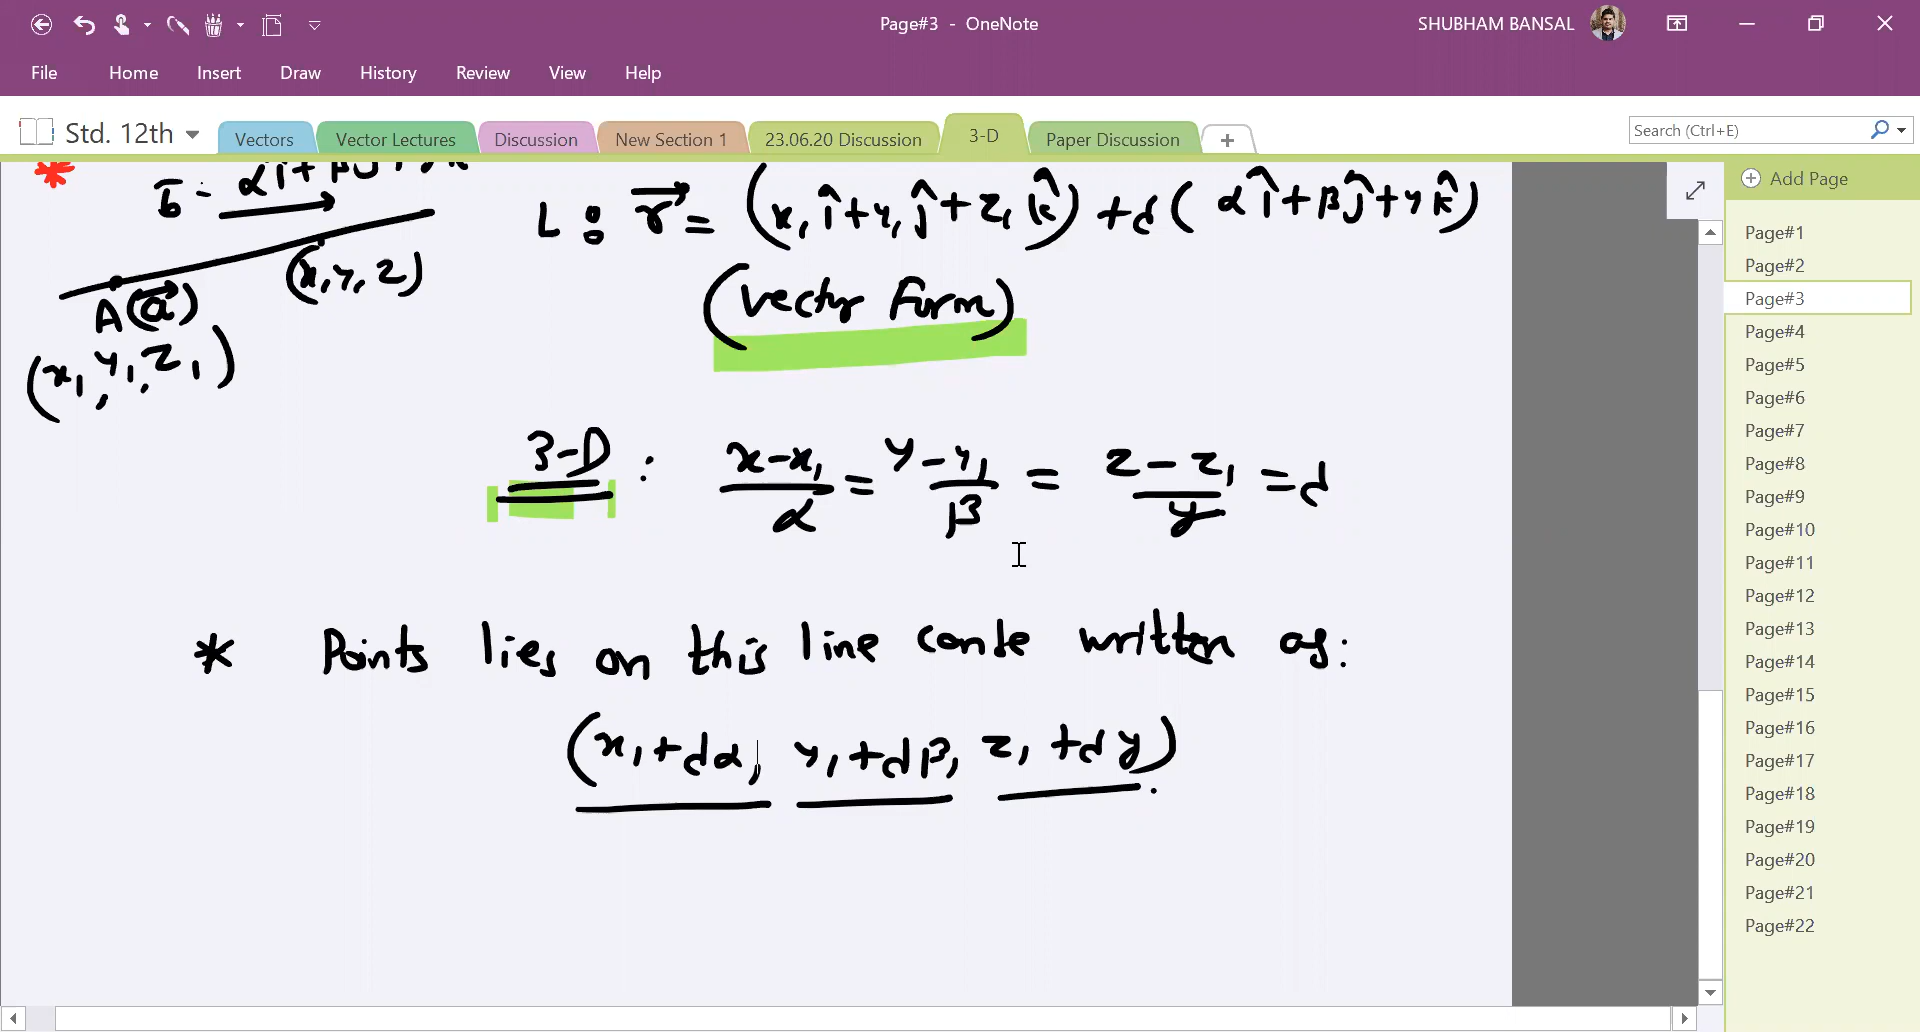 Page#3 - OneNote
SHUBHAM BANSAL
File Home Insert Draw History Review View Help
Std. 12th
Vectors Vector Lectures Discussion New Section 1 23.06.20 Discussion 3-D Paper Discussion +
Search (Ctrl+E)
Add Page
Page#1
Page#2
Page#3
Page#4
Page#5
Page#6
Page#7
Page#8
Page#9
Page#10
Page#11
Page#12
Page#13
Page#14
Page#15
Page#16
Page#17
Page#18
Page#19
Page#20
Page#21
Page#22
L : r⃗ = (x₁î + y₁ĵ + z₁k̂) + d(αî + βĵ + γk̂)
(x, y, z)
A(a⃗)
(x₁, y₁, z₁)
(Vector Form)
3-D : (x-x₁)/α = (y-y₁)/β = (z-z₁)/γ = d
* Points lies on this line can be written as:
(x₁+dα, y₁+dβ, z₁+dγ).